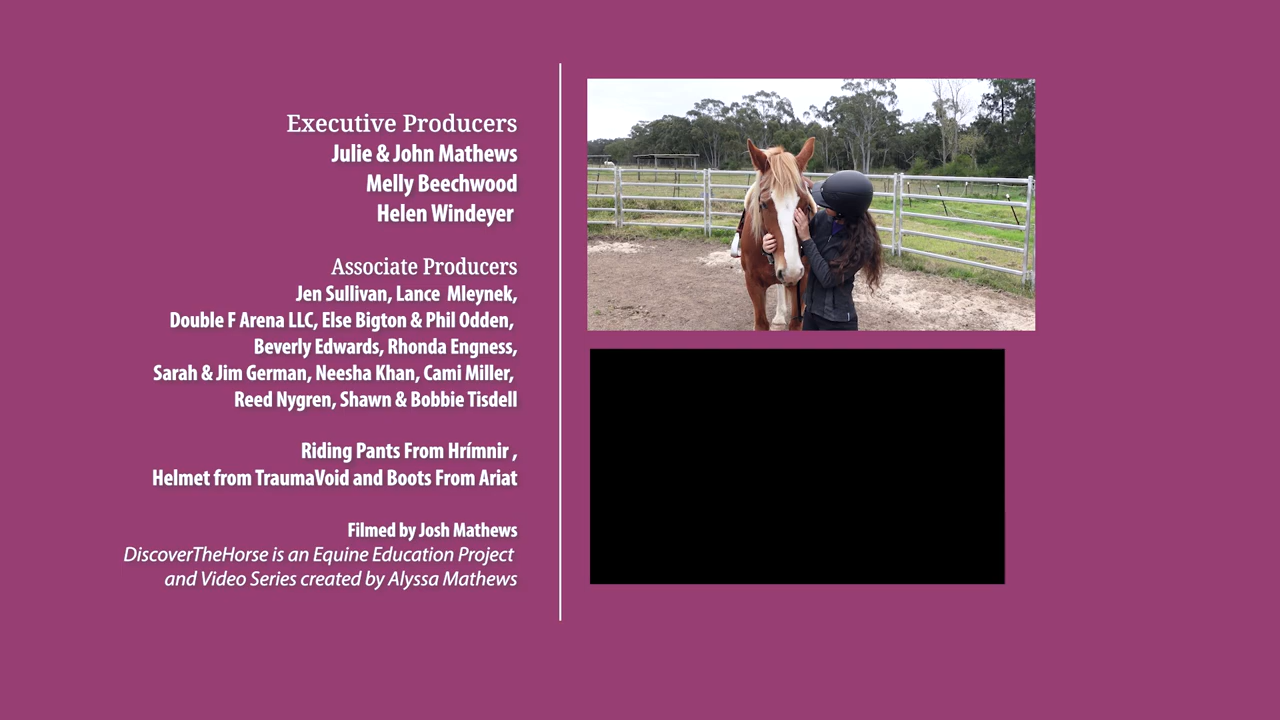 Executive Producers
Julie & John Mathews
Melly Beechwood
Helen Windeyer
Associate Producers
Jen Sullivan, Lance Mleynek,
Double F Arena LLC, Else Bigton & Phil Odden,
Beverly Edwards, Rhonda Engness,
Sarah & Jim German, Neesha Khan, Cami Miller,
Reed Nygren, Shawn & Bobbie Tisdell
Riding Pants From Hrímnir ,
Helmet from TraumaVoid and Boots From Ariat
Filmed by Josh Mathews
DiscoverTheHorse is an Equine Education Project
and Video Series created by Alyssa Mathews